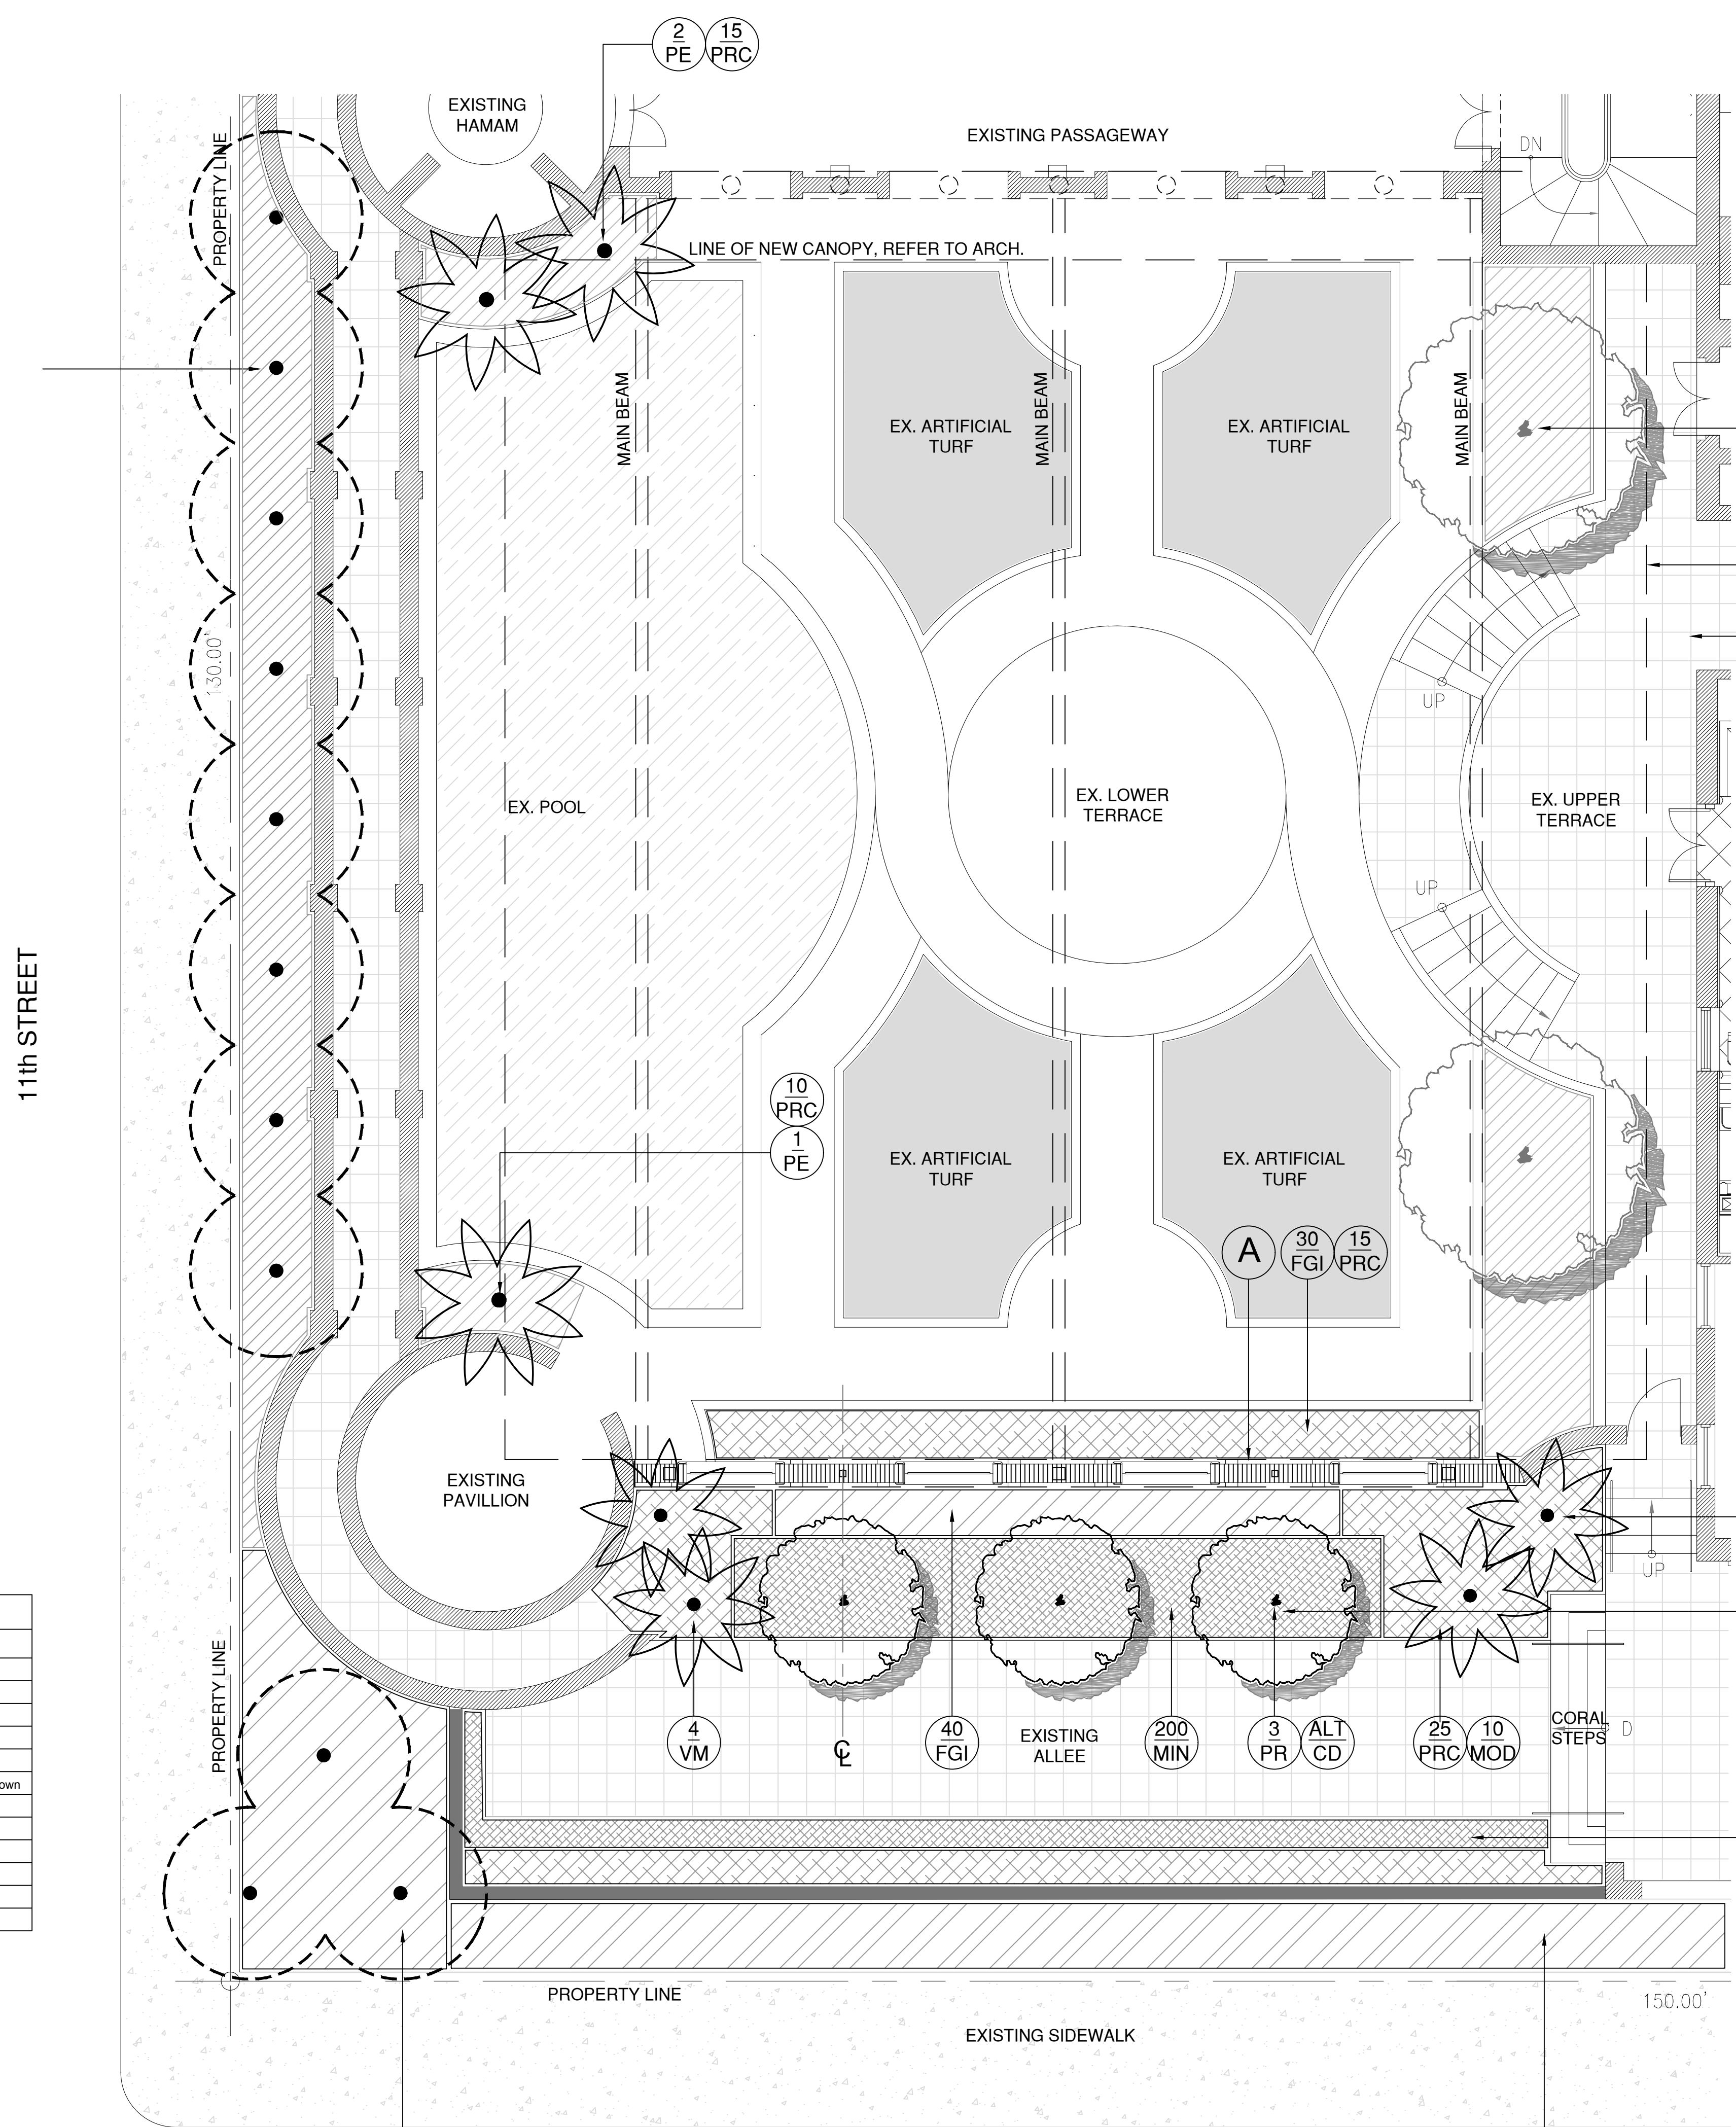 2
PE
15
PRC
EXISTING
HAMAM
EXISTING PASSAGEWAY
DN
PROPERTY LINE
LINE OF NEW CANOPY, REFER TO ARCH.
MAIN BEAM
MAIN BEAM
MAIN BEAM
EX. ARTIFICIAL
TURF
EX. ARTIFICIAL
TURF
130.00'
UP
EX. POOL
EX. LOWER
TERRACE
EX. UPPER
TERRACE
UP
11th STREET
10
PRC
1
PE
EX. ARTIFICIAL
TURF
EX. ARTIFICIAL
TURF
A
30
FGI
15
PRC
EXISTING
PAVILLION
UP
PROPERTY LINE
4
VM
CL
40
FGI
EXISTING
ALLEE
200
MIN
3
PR
ALT
CD
25
PRC
10
MOD
CORAL
STEPS
D
own
PROPERTY LINE
150.00'
EXISTING SIDEWALK